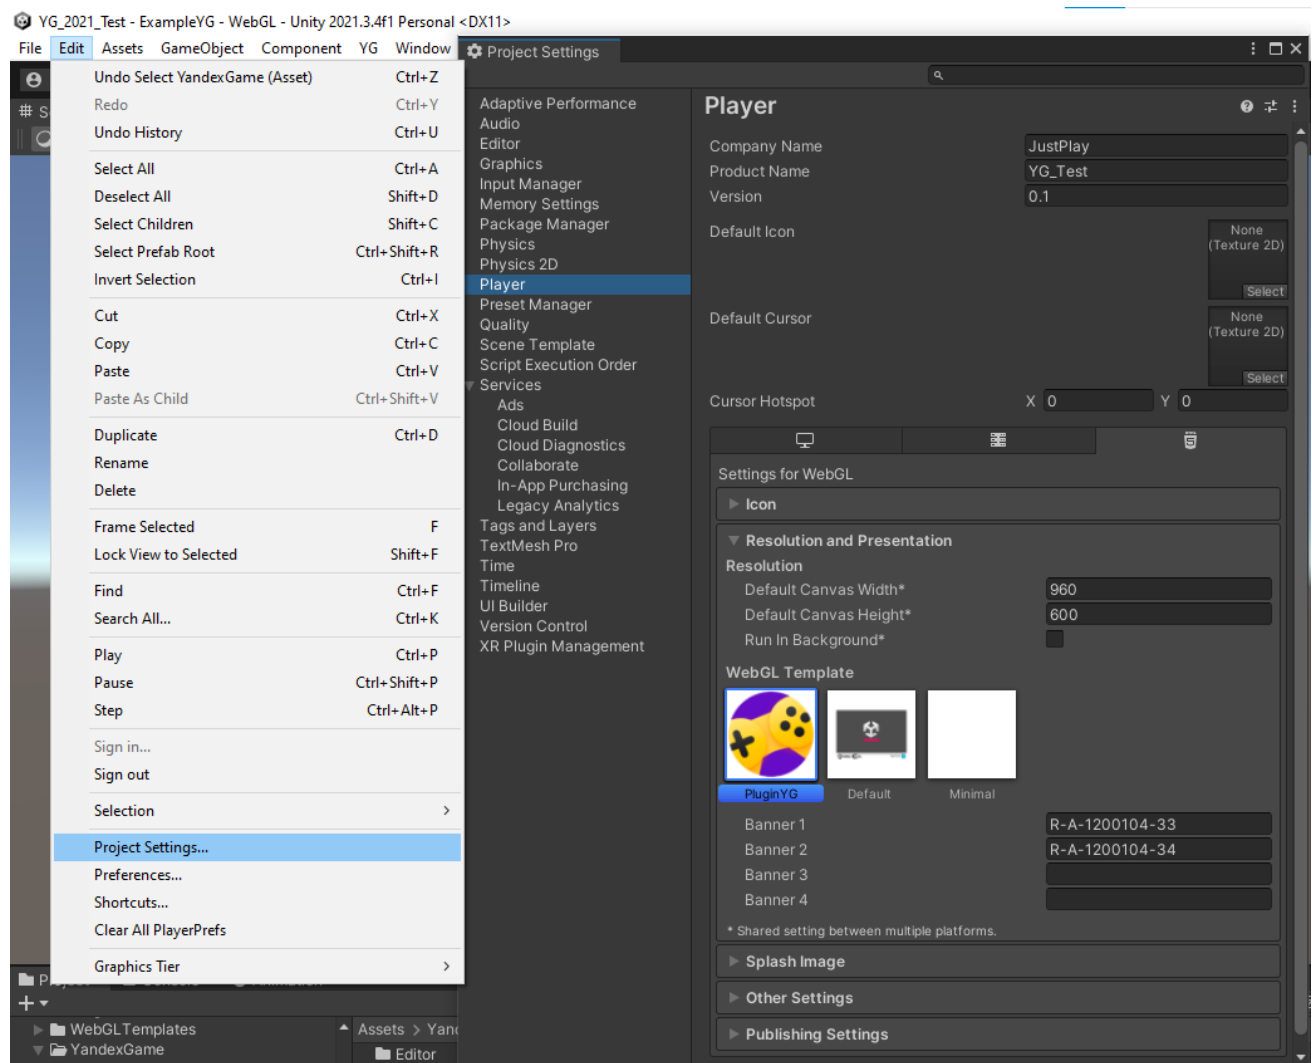 YG_2021_Test - ExampleYG - WebGL - Unity 2021.3.4f1 Personal <DX11>
File Edit Assets GameObject Component YG Window
Undo Select YandexGame (Asset) Ctrl+Z
Redo Ctrl+Y
Undo History Ctrl+U
Select All Ctrl+A
Deselect All Shift+D
Select Children Shift+C
Select Prefab Root Ctrl+Shift+R
Invert Selection Ctrl+I
Cut Ctrl+X
Copy Ctrl+C
Paste Ctrl+V
Paste As Child Ctrl+Shift+V
Duplicate Ctrl+D
Rename
Delete
Frame Selected F
Lock View to Selected Shift+F
Find Ctrl+F
Search All... Ctrl+K
Play Ctrl+P
Pause Ctrl+Shift+P
Step Ctrl+Alt+P
Sign in...
Sign out
Selection
Project Settings...
Preferences...
Shortcuts...
Clear All PlayerPrefs
Graphics Tier
WebGLTemplates
YandexGame
Assets > Yan
Editor
Project Settings
Adaptive Performance
Audio
Editor
Graphics
Input Manager
Memory Settings
Package Manager
Physics
Physics 2D
Player
Preset Manager
Quality
Scene Template
Script Execution Order
Services
Ads
Cloud Build
Cloud Diagnostics
Collaborate
In-App Purchasing
Legacy Analytics
Tags and Layers
TextMesh Pro
Time
Timeline
UI Builder
Version Control
XR Plugin Management
Player
Company Name JustPlay
Product Name YG_Test
Version 0.1
Default Icon
None
(Texture 2D)
Select
Default Cursor
None
(Texture 2D)
Select
Cursor Hotspot X 0 Y 0
Settings for WebGL
Icon
Resolution and Presentation
Resolution
Default Canvas Width* 960
Default Canvas Height* 600
Run In Background*
WebGL Template
PluginYG Default Minimal
Banner 1 R-A-1200104-33
Banner 2 R-A-1200104-34
Banner 3
Banner 4
* Shared setting between multiple platforms.
Splash Image
Other Settings
Publishing Settings